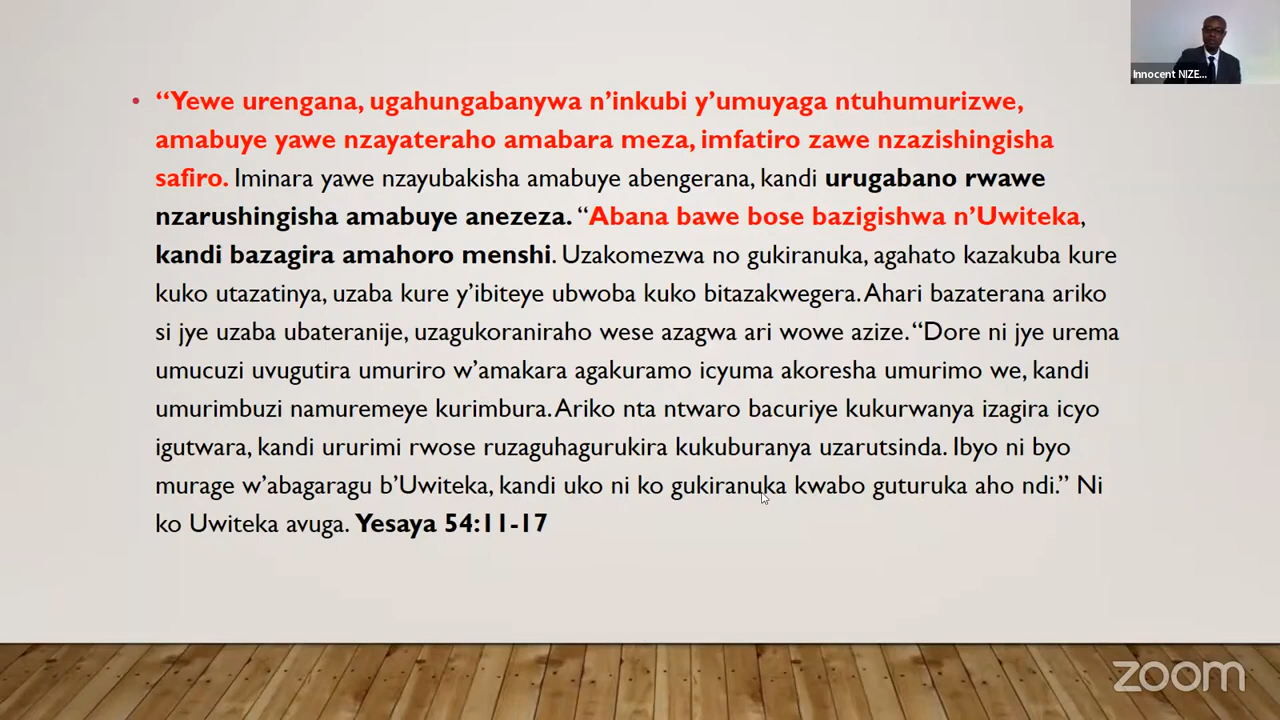 Innocent NIZE...
• “Yewe urengana, ugahungabanywa n’inkubi y’umuyaga ntuhumurizwe,
amabuye yawe nzayateraho amabara meza, imfatiro zawe nzazishingisha
safiro. Iminara yawe nzayubakisha amabuye abengerana, kandi urugabano rwawe
nzarushingisha amabuye anezeza. “Abana bawe bose bazigishwa n’Uwiteka,
kandi bazagira amahoro menshi. Uzakomezwa no gukiranuka, agahato kazakuba kure
kuko utazatinya, uzaba kure y’ibiteye ubwoba kuko bitazakwegera. Ahari bazaterana ariko
si jye uzaba ubateranije, uzagukoraniraho wese azagwa ari wowe azize. “Dore ni jye urema
umucuzi uvugutira umuriro w’amakara agakuramo icyuma akoresha umurimo we, kandi
umurimbuzi namuremeye kurimbura. Ariko nta ntwaro bacuriye kukurwanya izagira icyo
igutwara, kandi ururimi rwose ruzaguhagurukira kukuburanya uzarutsinda. Ibyo ni byo
murage w’abagaragu b’Uwiteka, kandi uko ni ko gukiranuka kwabo guturuka aho ndi.” Ni
ko Uwiteka avuga. Yesaya 54:11-17
zoom